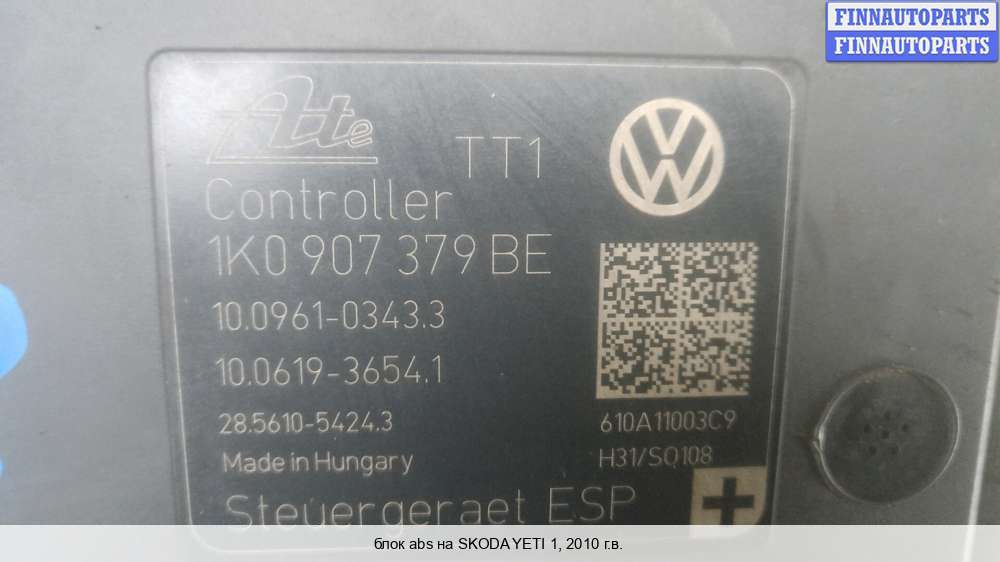 FINNAUTOPARTS
FINNAUTOPARTS
Ate
TT1
Controller
1K0 907 379 BE
10.0961-0343.3
10.0619-3654.1
28.5610-5424.3
610A11003C9
Made in Hungary
H31/SQ108
Steuergeraet ESP
блок abs на SKODA YETI 1, 2010 г.в.